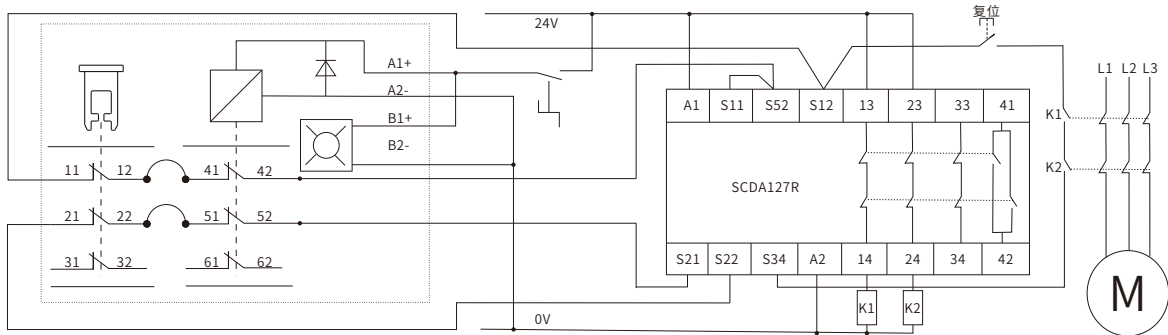 24V
复位
A1+
A2-
B1+
B2-
L1 L2 L3
A1 S11 S52 S12 13 23 33 41
K1
K2
11 12 41 42
SCDA127R
21 22 51 52
31 32 61 62
S21 S22 S34 A2 14 24 34 42
K1 K2
M
0V